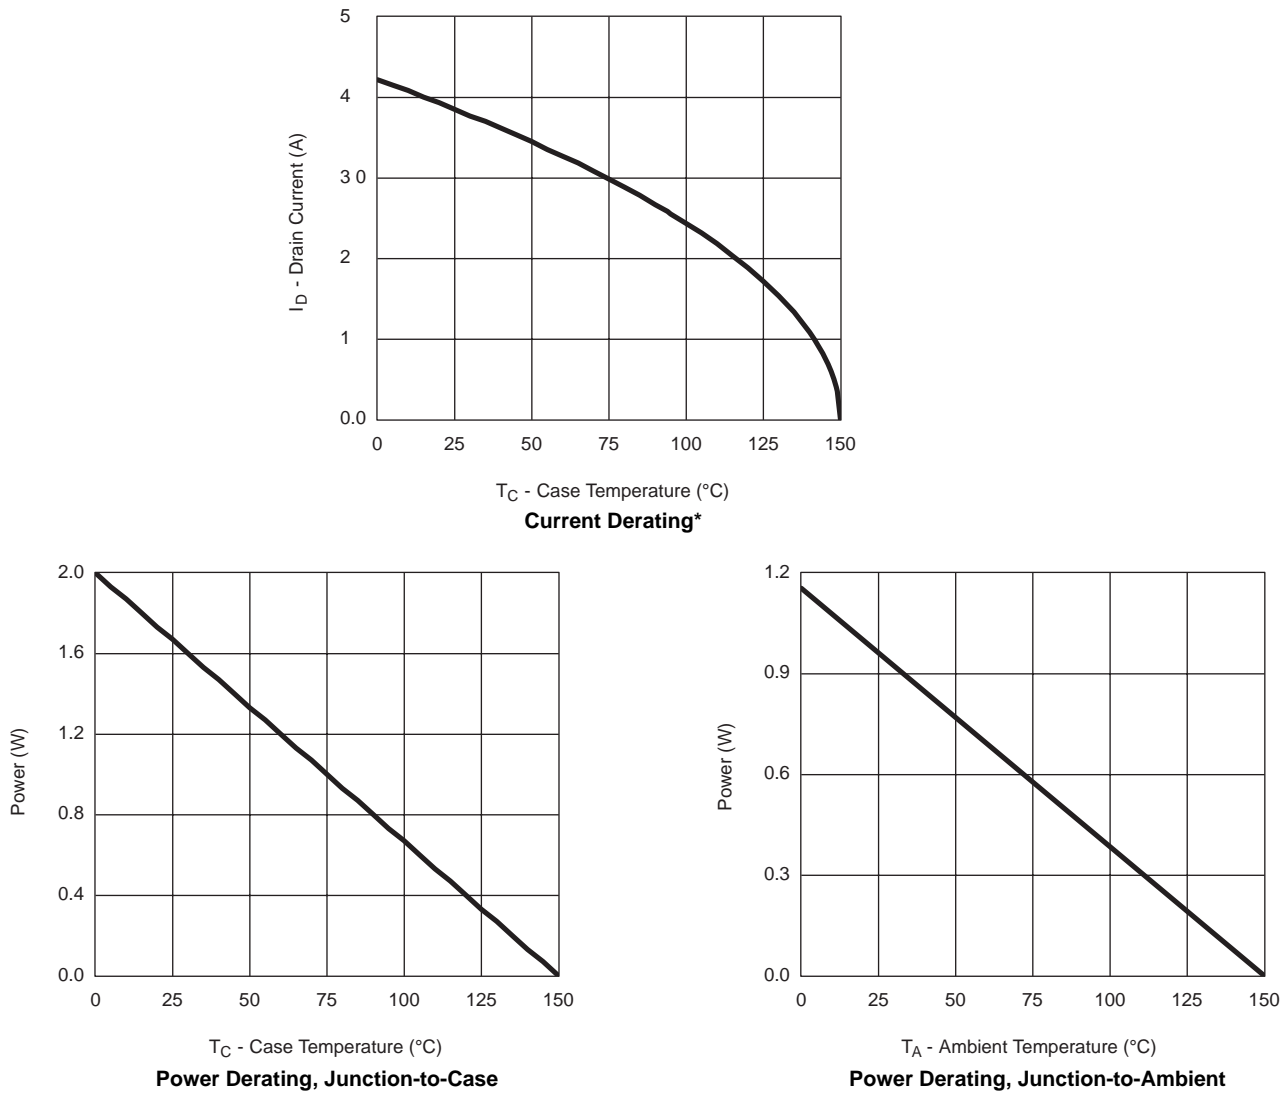 5
4
3 0
2
1
0.0
I_D - Drain Current (A)
0 25 50 75 100 125 150
T_C - Case Temperature (°C)
Current Derating*
2.0
1.6
1.2
0.8
0.4
0.0
Power (W)
0 25 50 75 100 125 150
T_C - Case Temperature (°C)
Power Derating, Junction-to-Case
1.2
0.9
0.6
0.3
0.0
Power (W)
0 25 50 75 100 125 150
T_A - Ambient Temperature (°C)
Power Derating, Junction-to-Ambient